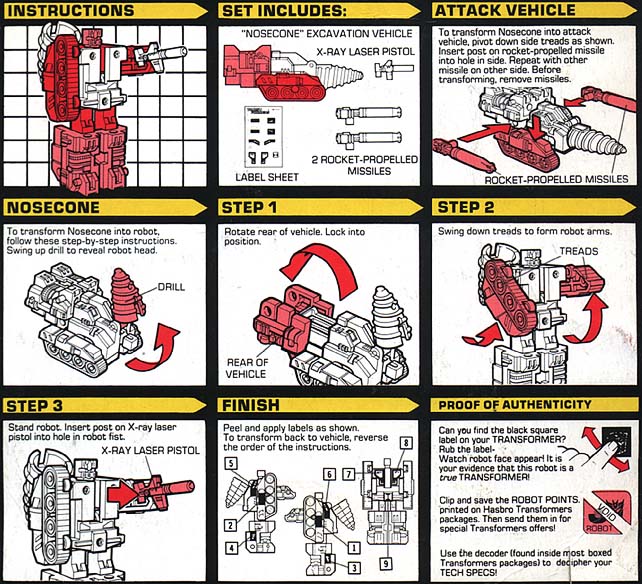 INSTRUCTIONS
SET INCLUDES:
"NOSECONE" EXCAVATION VEHICLE
X-RAY LASER PISTOL
LABEL SHEET
2 ROCKET-PROPELLED
MISSILES
ATTACK VEHICLE
To transform Nosecone into attack
vehicle, pivot down side treads as shown.
Insert post on rocket-propelled missile
into hole in side. Repeat with other
missile on other side. Before
transforming, remove missiles.
ROCKET-PROPELLED MISSILES
NOSECONE
To transform Nosecone into robot,
follow these step-by-step instructions.
Swing up drill to reveal robot head.
DRILL
STEP 1
Rotate rear of vehicle. Lock into
position.
REAR OF
VEHICLE
STEP 2
Swing down treads to form robot arms.
TREADS
STEP 3
Stand robot. Insert post on X-ray laser
pistol into hole in robot fist.
X-RAY LASER PISTOL
FINISH
Peel and apply labels as shown.
To transform back to vehicle, reverse
the order of the instructions.
5
6
7
8
2
4
1
3
9
PROOF OF AUTHENTICITY
Can you find the black square
label on your TRANSFORMER?
Rub the label-
Watch robot face appear! It is
your evidence that this robot is a
true TRANSFORMER!
Clip and save the ROBOT POINTS.
printed on Hasbro Transformers
packages. Then send them in for
special Transformers offers!
VOID
ROBOT
Use the decoder (found inside most boxed
Transformers packages) to decipher your
TECH SPECS!